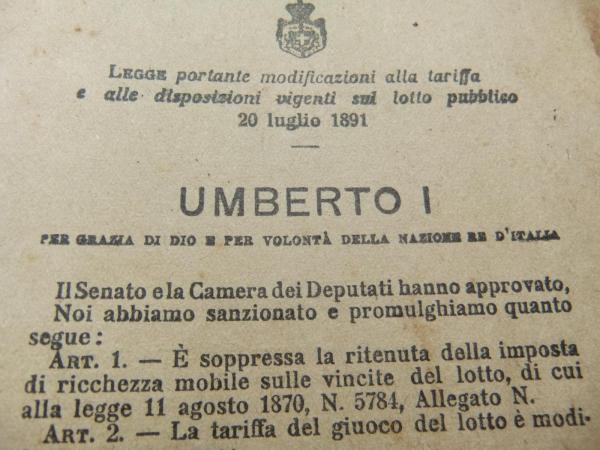 LEGGE portante modificazioni alla tariffa
e alle disposizioni vigenti sul lotto pubblico
20 luglio 1891
UMBERTO I
PER GRAZIA DI DIO E PER VOLONTÀ DELLA NAZIONE RE D'ITALIA
Il Senato e la Camera dei Deputati hanno approvato,
Noi abbiamo sanzionato e promulghiamo quanto
segue:
ART. 1. — È soppressa la ritenuta della imposta
di ricchezza mobile sulle vincite del lotto, di cui
alla legge 11 agosto 1870, N. 5784, Allegato N.
ART. 2. — La tariffa del giuoco del lotto è modi-